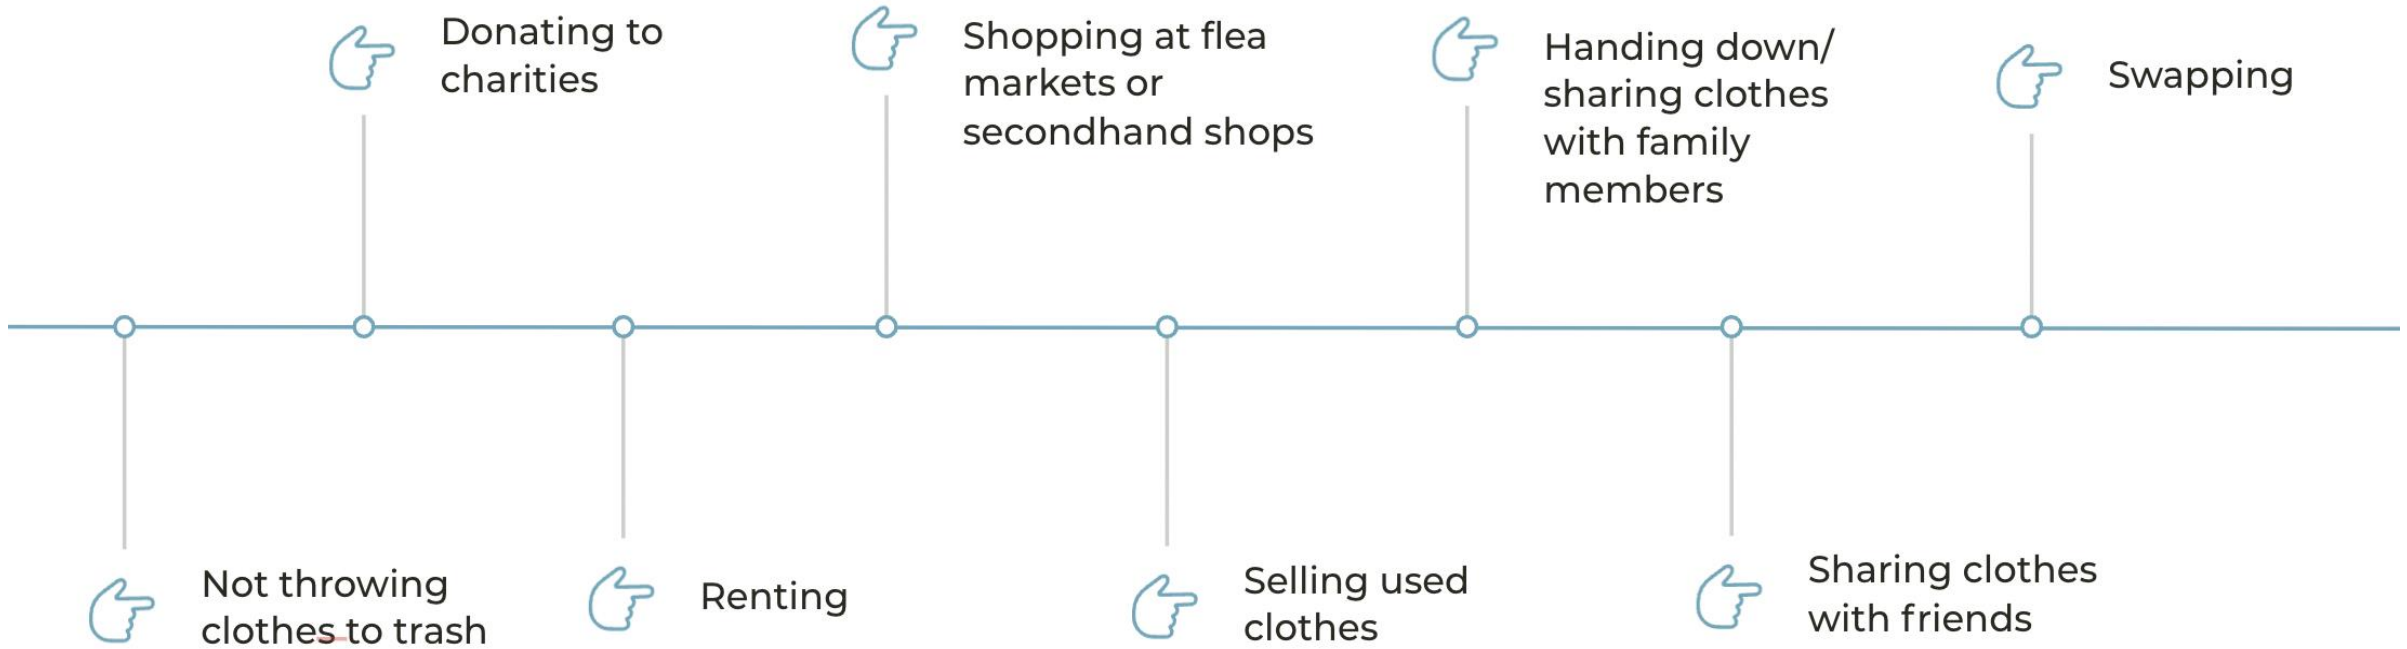 Donating to
charities
Shopping at flea
markets or
secondhand shops
Handing down/
sharing clothes
with family
members
Swapping
Not throwing
clothes to trash
Renting
Selling used
clothes
Sharing clothes
with friends